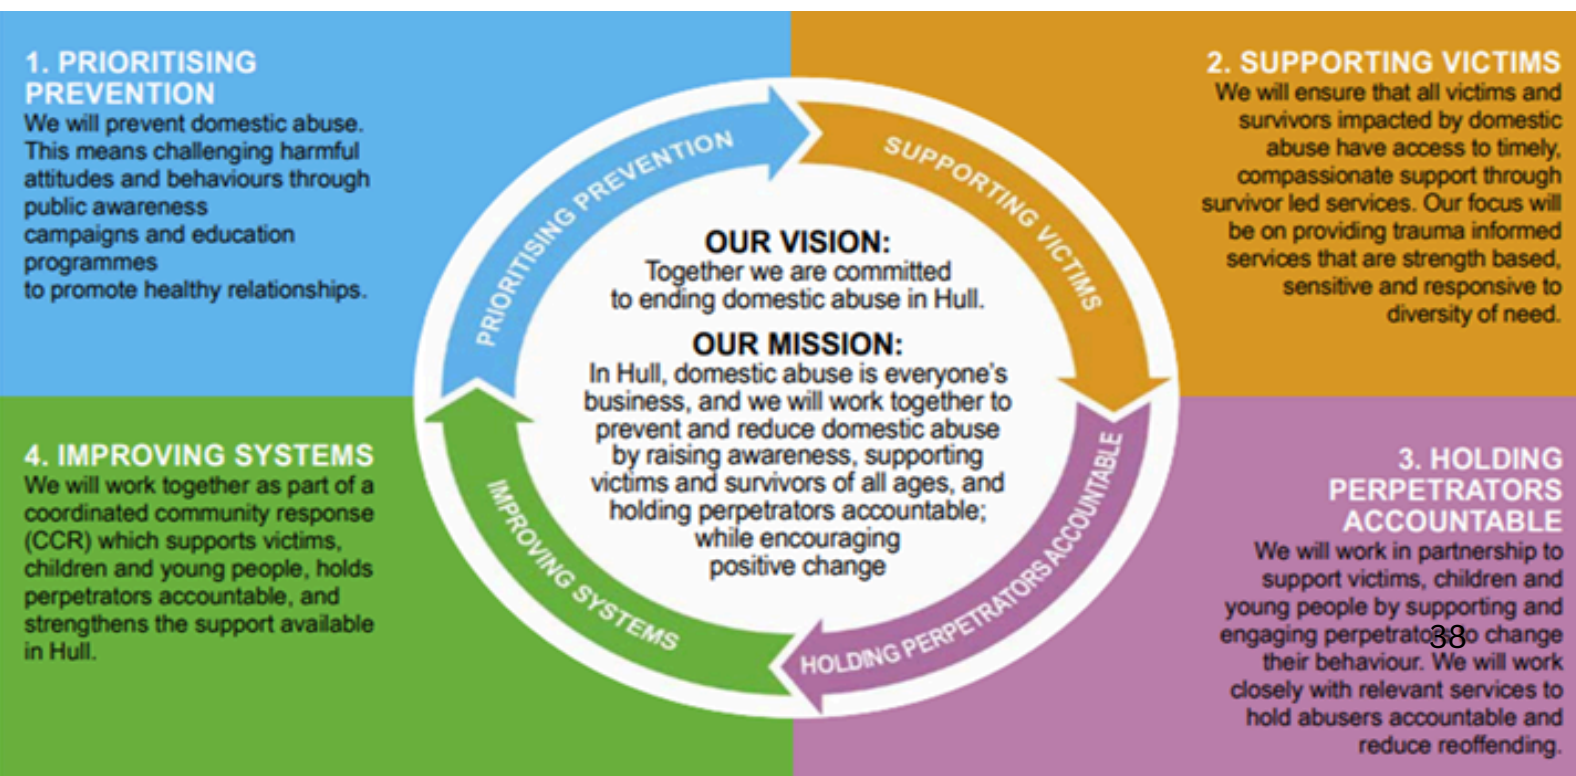 1. PRIORITISING
PREVENTION
We will prevent domestic abuse.
This means challenging harmful
attitudes and behaviours through
public awareness
campaigns and education
programmes
to promote healthy relationships.
2. SUPPORTING VICTIMS
We will ensure that all victims and
survivors impacted by domestic
abuse have access to timely,
compassionate support through
survivor led services. Our focus will
be on providing trauma informed
services that are strength based,
sensitive and responsive to
diversity of need.
PRIORITISING PREVENTION
SUPPORTING VICTIMS
HOLDING PERPETRATORS ACCOUNTABLE
IMPROVING SYSTEMS
OUR VISION:
Together we are committed
to ending domestic abuse in Hull.
OUR MISSION:
In Hull, domestic abuse is everyone's
business, and we will work together to
prevent and reduce domestic abuse
by raising awareness, supporting
victims and survivors of all ages, and
holding perpetrators accountable;
while encouraging
positive change
4. IMPROVING SYSTEMS
We will work together as part of a
coordinated community response
(CCR) which supports victims,
children and young people, holds
perpetrators accountable, and
strengthens the support available
in Hull.
3. HOLDING
PERPETRATORS
ACCOUNTABLE
We will work in partnership to
support victims, children and
young people by supporting and
engaging perpetrators to change
their behaviour. We will work
closely with relevant services to
hold abusers accountable and
reduce reoffending.
38